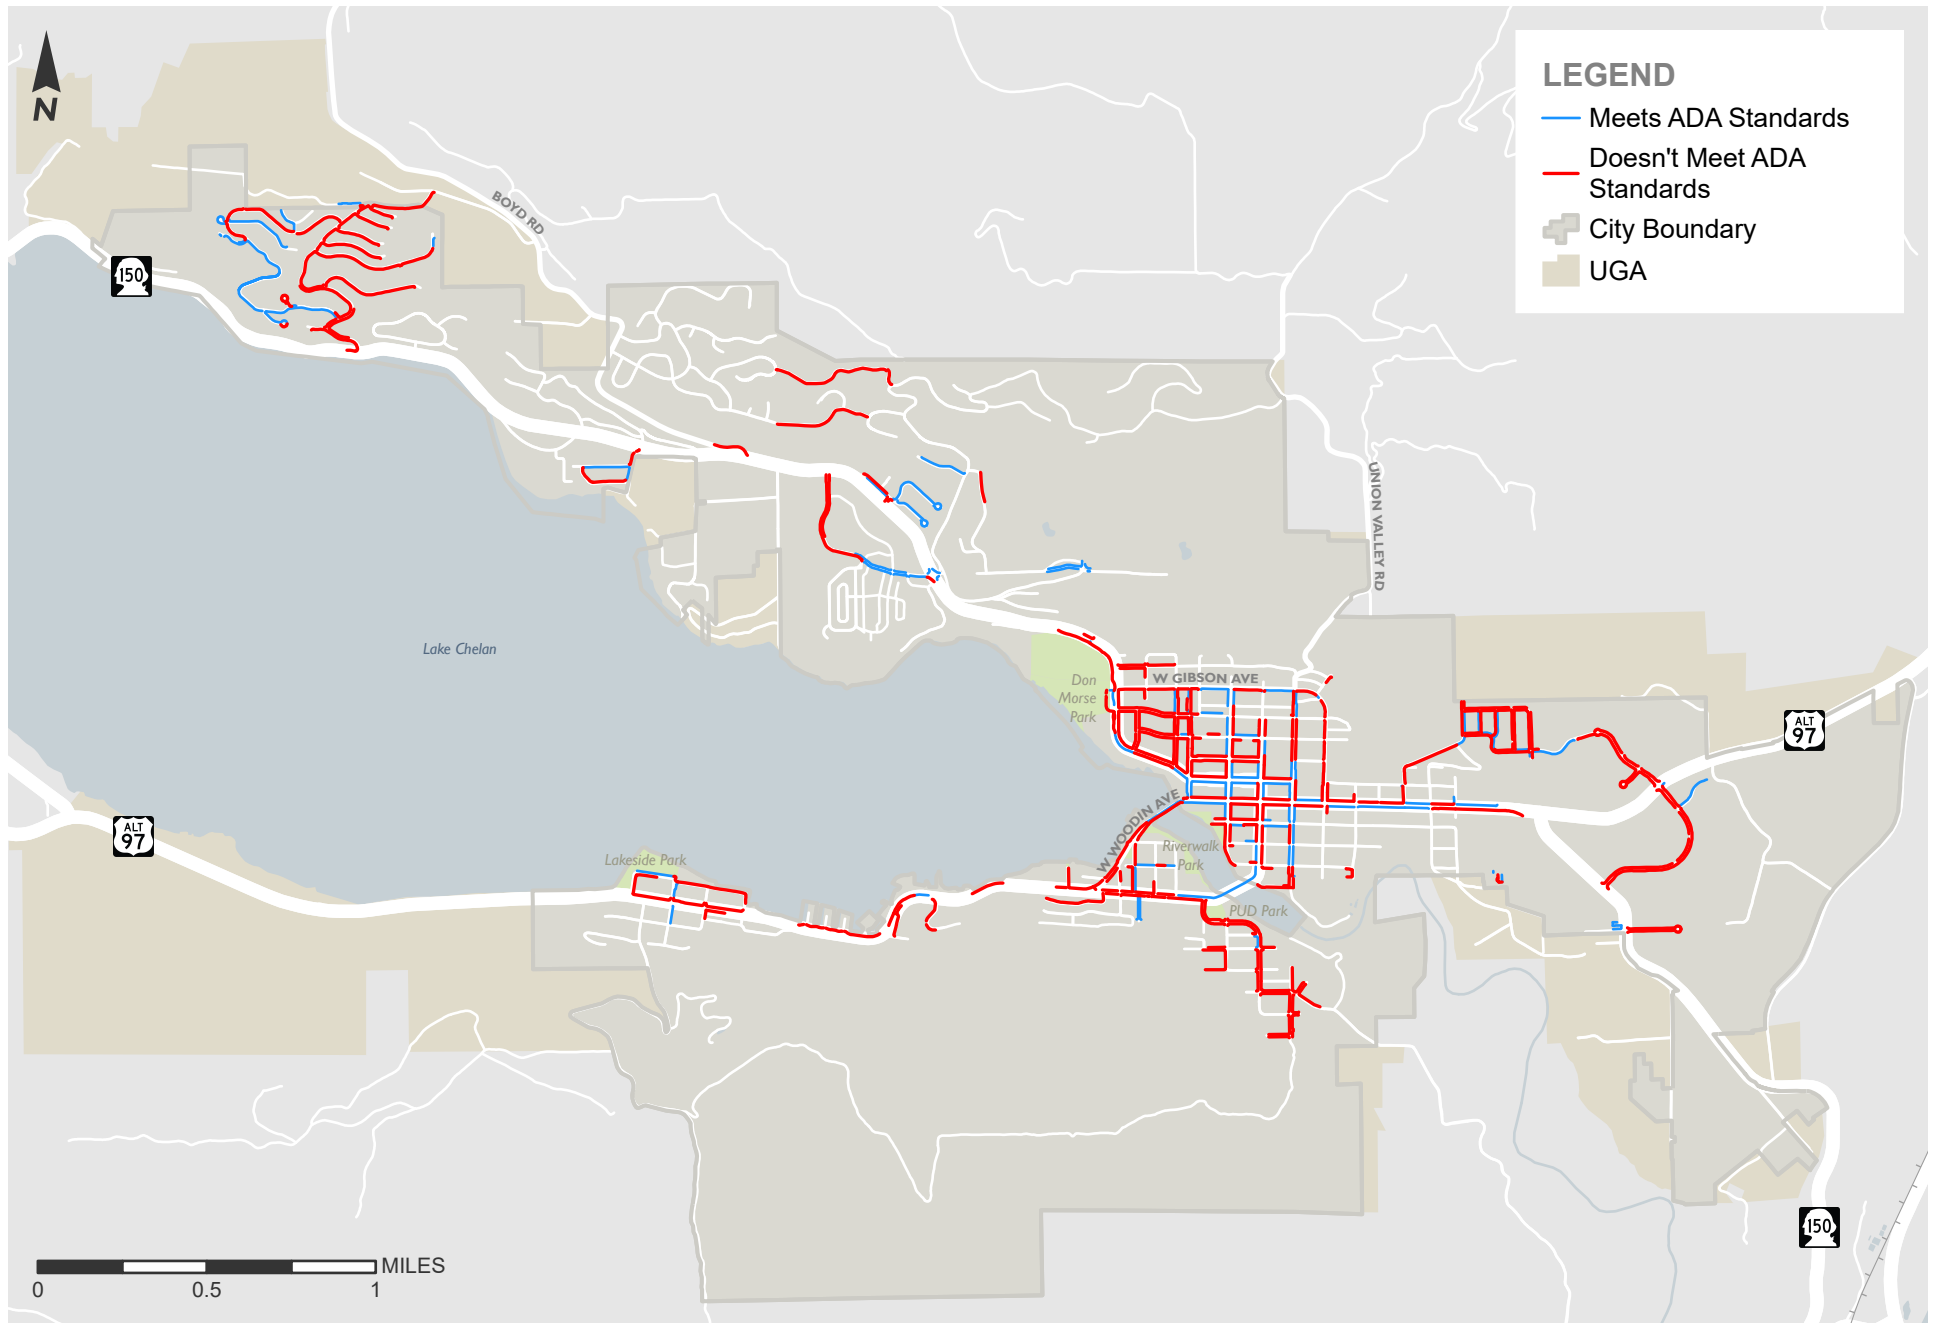 N
LEGEND
Meets ADA Standards
Doesn't Meet ADA
Standards
City Boundary
UGA
BOYD RD
150
UNION VALLEY RD
Lake Chelan
Don
Morse
Park
W GIBSON AVE
ALT
97
W WOODIN AVE
ALT
97
Lakeside Park
Riverwalk
Park
PUD Park
150
MILES
0
0.5
1